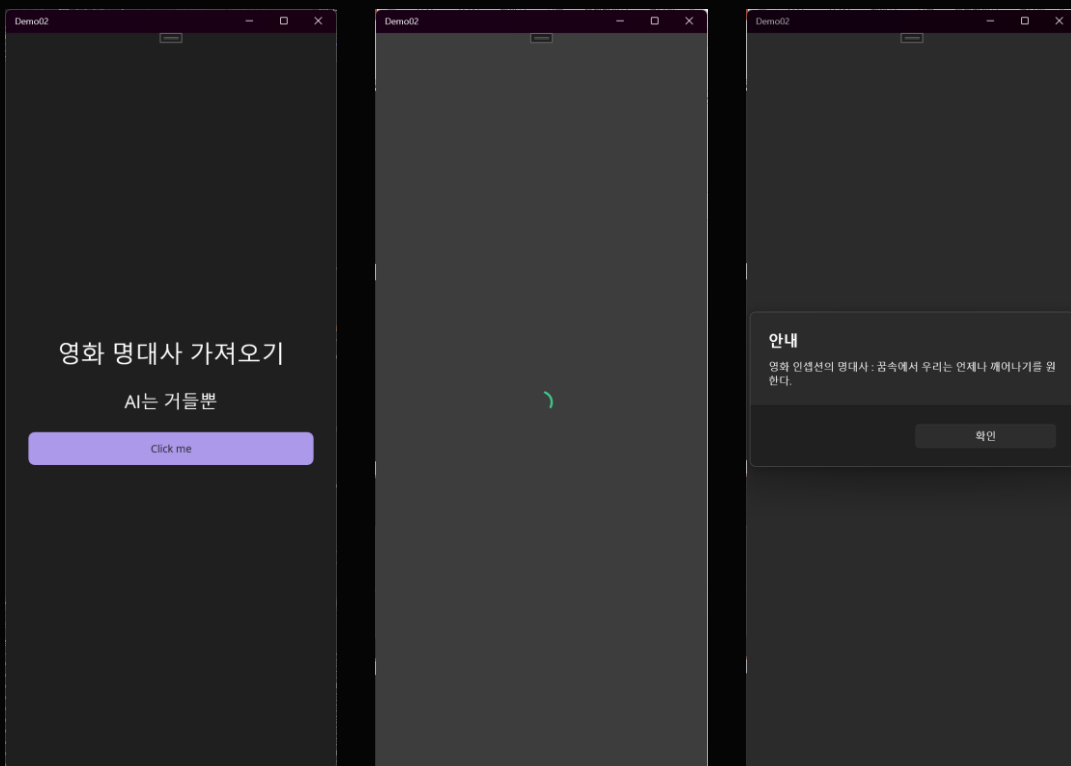 Demo02
영화 명대사 가져오기
AI는 거들뿐
Click me
Demo02
Demo02
안내
영화 인셉션의 명대사 : 꿈속에서 우리는 언제나 깨어나기를 원
한다.
확인